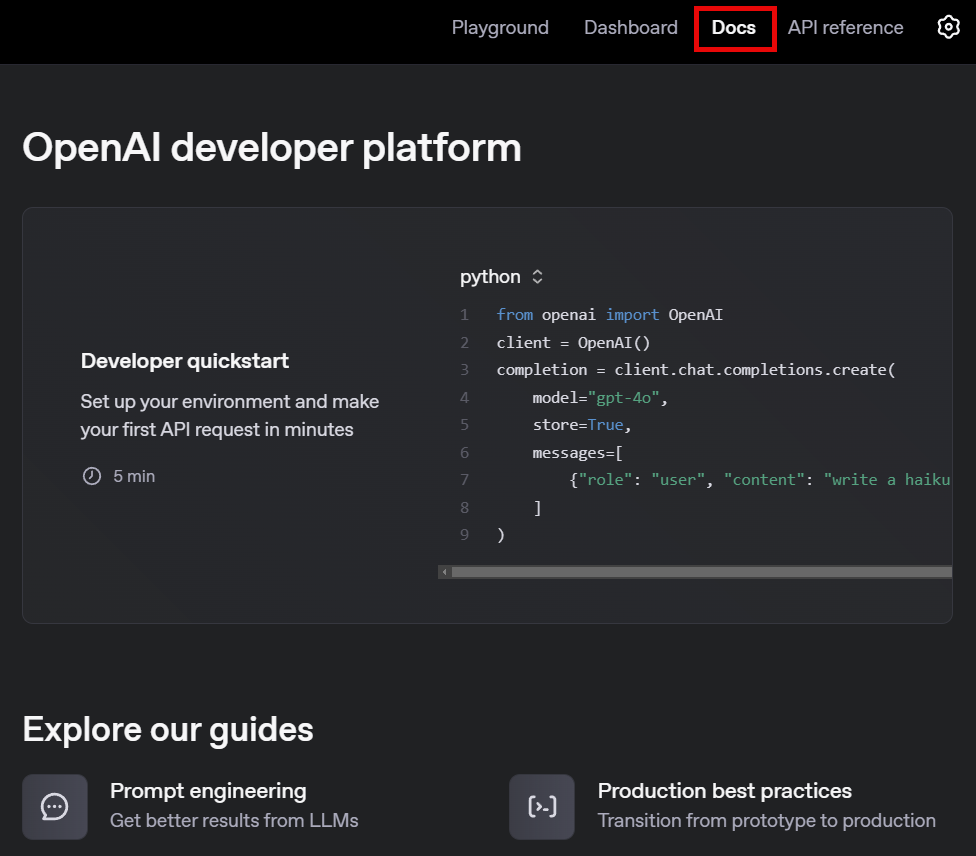 Playground Dashboard Docs API reference
OpenAI developer platform
Developer quickstart
Set up your environment and make
your first API request in minutes
5 min
python
1 from openai import OpenAI
2 client = OpenAI()
3 completion = client.chat.completions.create(
4     model="gpt-4o",
5     store=True,
6     messages=[
7         {"role": "user", "content": "write a haiku
8     ]
9 )
Explore our guides
Prompt engineering
Get better results from LLMs
Production best practices
Transition from prototype to production